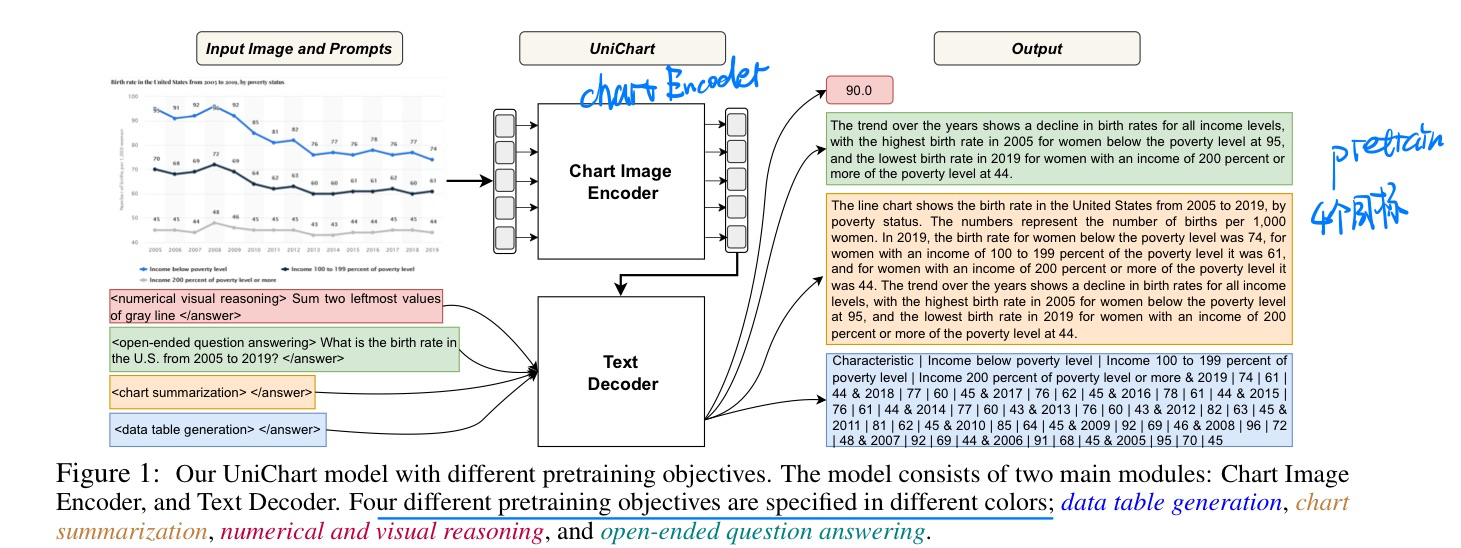 Input Image and Prompts
UniChart
Output
chart Encoder
Birth rate in the United States from 2005 to 2019, by poverty status
Number of births per 1,000 women
100
90
80
70
60
50
40
95 91 92 96 92 85 81 82 76 77 76 78 76 77 74
70 68 69 72 69 64 62 63 60 60 61 61 62 60 61
45 45 44 48 46 45 45 45 43 43 44 44 45 45 44
2005 2006 2007 2008 2009 2010 2011 2012 2013 2014 2015 2016 2017 2018 2019
Income below poverty level
Income 100 to 199 percent of poverty level
Income 200 percent of poverty level or more
<numerical visual reasoning> Sum two leftmost values
of gray line </answer>
<open-ended question answering> What is the birth rate in
the U.S. from 2005 to 2019? </answer>
<chart summarization> </answer>
<data table generation> </answer>
Chart Image
Encoder
Text
Decoder
90.0
The trend over the years shows a decline in birth rates for all income levels,
with the highest birth rate in 2005 for women below the poverty level at 95,
and the lowest birth rate in 2019 for women with an income of 200 percent or
more of the poverty level at 44.
The line chart shows the birth rate in the United States from 2005 to 2019, by
poverty status. The numbers represent the number of births per 1,000
women. In 2019, the birth rate for women below the poverty level was 74, for
women with an income of 100 to 199 percent of the poverty level it was 61,
and for women with an income of 200 percent or more of the poverty level it
was 44. The trend over the years shows a decline in birth rates for all income
levels, with the highest birth rate in 2005 for women below the poverty level
at 95, and the lowest birth rate in 2019 for women with an income of 200
percent or more of the poverty level at 44.
Characteristic | Income below poverty level | Income 100 to 199 percent of
poverty level | Income 200 percent of poverty level or more & 2019 | 74 | 61 |
44 & 2018 | 77 | 60 | 45 & 2017 | 76 | 62 | 45 & 2016 | 78 | 61 | 44 & 2015 |
76 | 61 | 44 & 2014 | 77 | 60 | 43 & 2013 | 76 | 60 | 43 & 2012 | 82 | 63 | 45 &
2011 | 81 | 62 | 45 & 2010 | 85 | 64 | 45 & 2009 | 92 | 69 | 46 & 2008 | 96 | 72
| 48 & 2007 | 92 | 69 | 44 & 2006 | 91 | 68 | 45 & 2005 | 95 | 70 | 45
pretrain
4个目标
Figure 1: Our UniChart model with different pretraining objectives. The model consists of two main modules: Chart Image
Encoder, and Text Decoder. Four different pretraining objectives are specified in different colors; data table generation, chart
summarization, numerical and visual reasoning, and open-ended question answering.